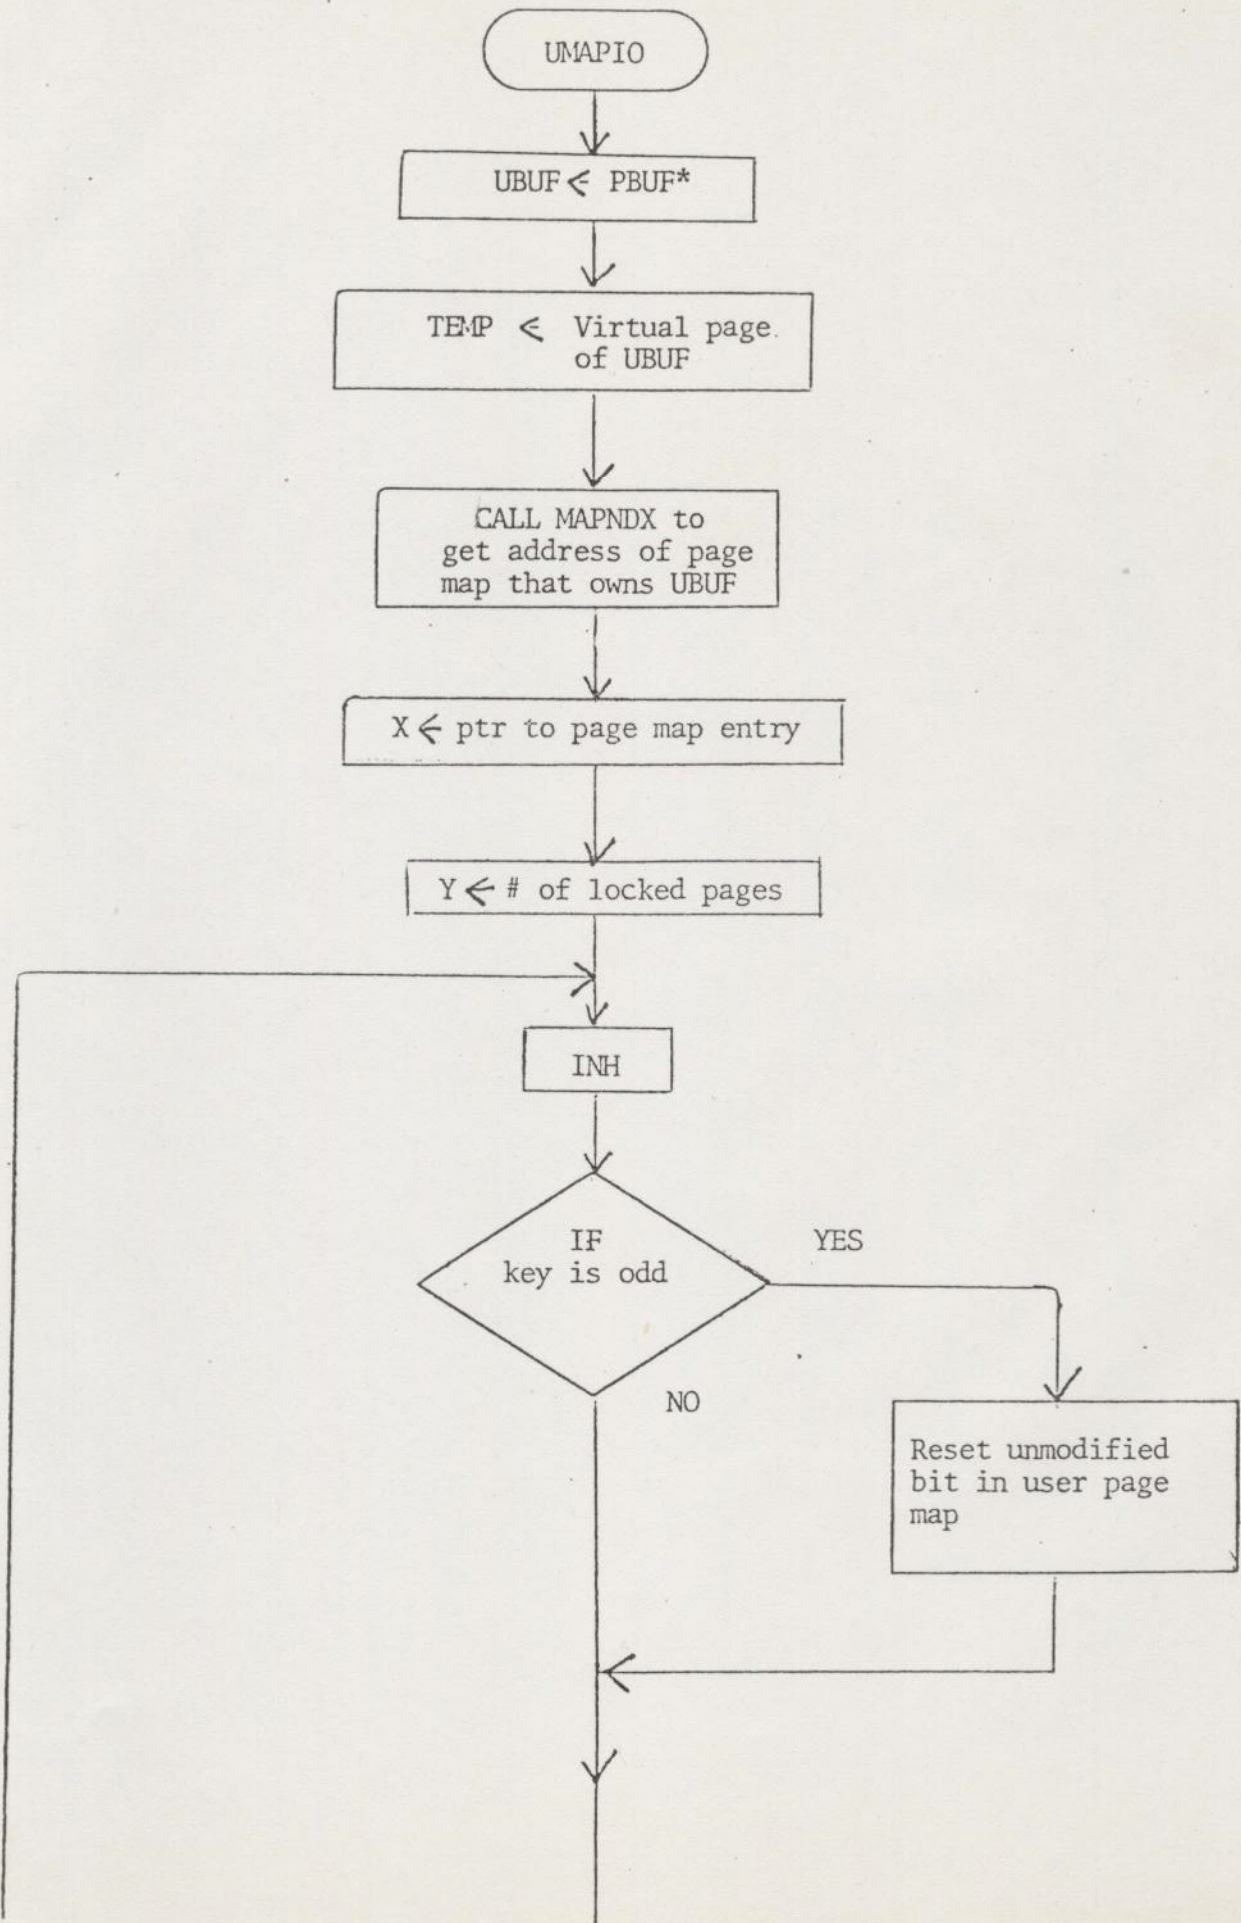 UMAPIO
UBUF ← PBUF*
TEMP ← Virtual page
of UBUF
CALL MAPNDX to
get address of page
map that owns UBUF
X ← ptr to page map entry
Y ← # of locked pages
INH
IF
key is odd
YES
NO
Reset unmodified
bit in user page
map